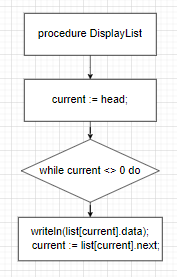 procedure DisplayList
current := head;
while current <> 0 do
writeln(list[current].data);
current := list[current].next;